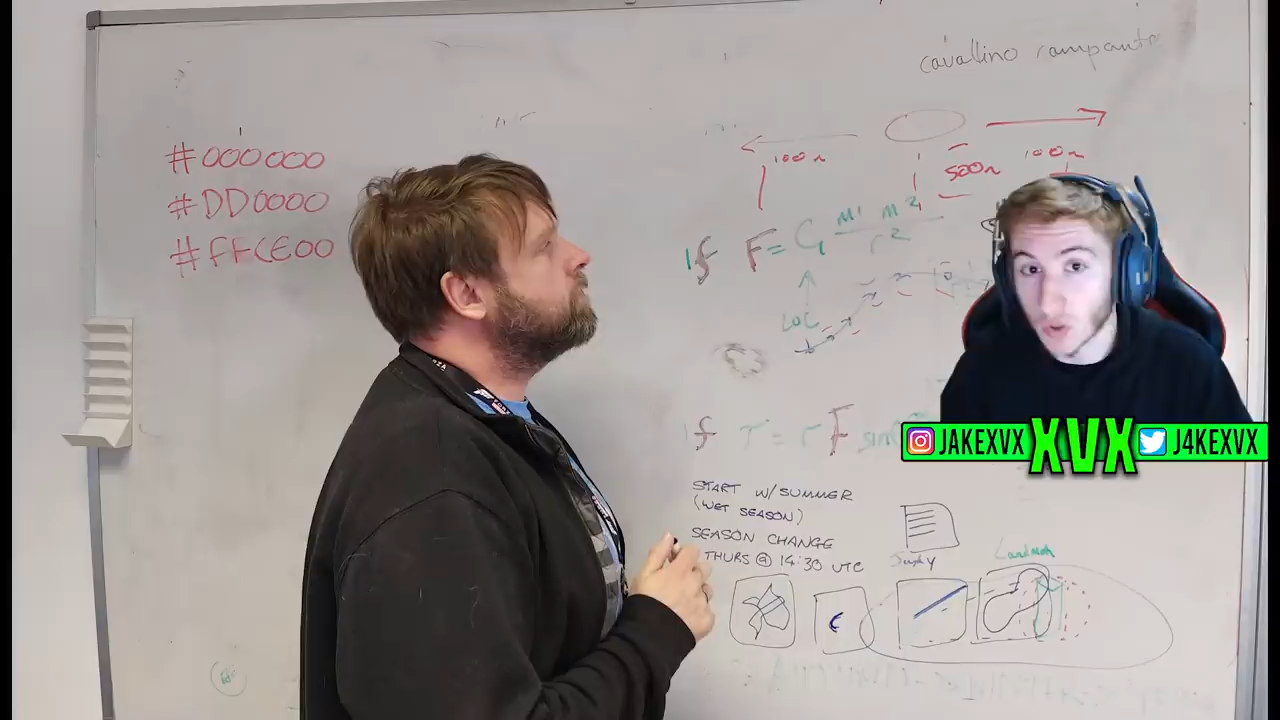 cavallino rampante
#000000
#DD0000
#FFCE00
100m
500m
100m
if F = G M1 M2
r2
LOC
if τ = r F sin
START W/SUMMER
(WET SEASON)
SEASON CHANGE
THURS @ 14:30 UTC
JAKEXVX
XVX
J4KEXVX